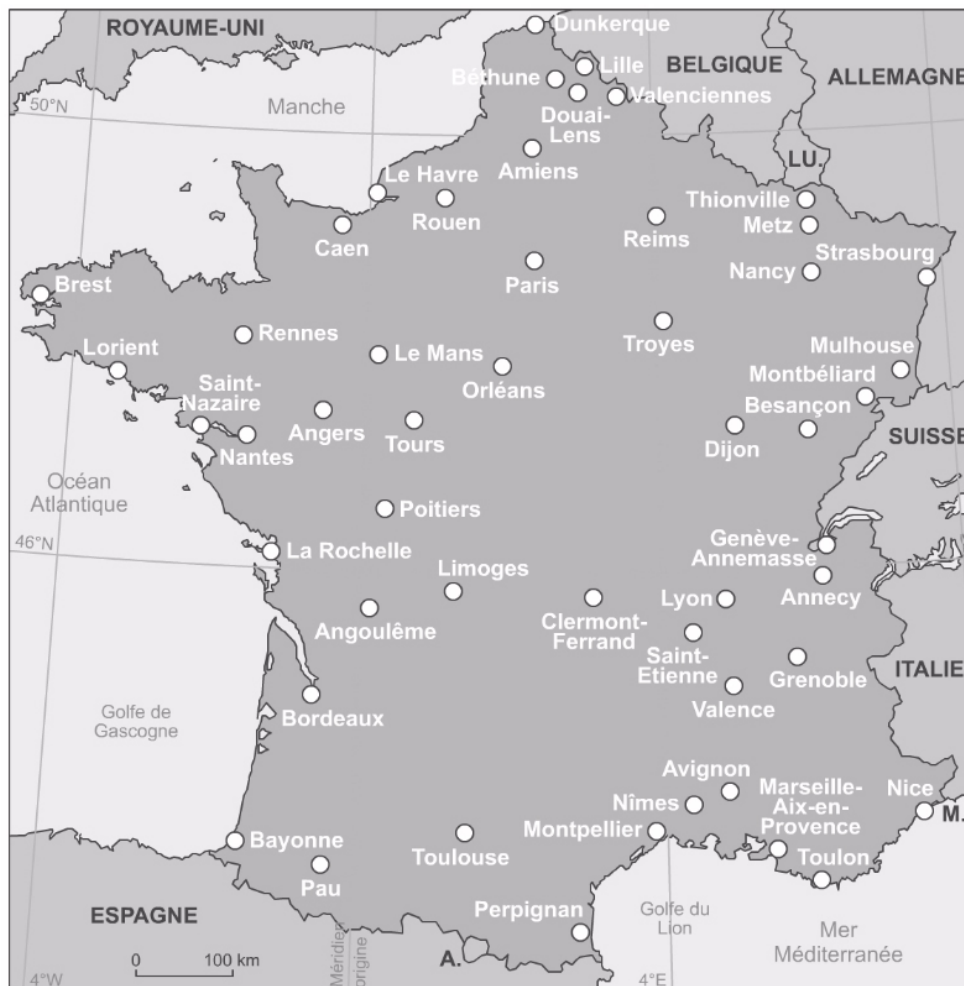 ROYAUME-UNI
Dunkerque
Lille
BELGIQUE
ALLEMAGNE
Béthune
Valenciennes
50°N
Manche
Douai-
Lens
Amiens
LU.
Le Havre
Rouen
Caen
Reims
Thionville
Metz
Strasbourg
Nancy
Paris
Brest
Rennes
Troyes
Lorient
Le Mans
Orléans
Mulhouse
Montbéliard
Saint-
Nazaire
Nantes
Angers
Tours
Besançon
Dijon
SUISSE
Océan
Atlantique
Poitiers
46°N
La Rochelle
Genève-
Annemasse
Limoges
Annecy
Angoulême
Clermont-
Ferrand
Lyon
Saint-
Etienne
Grenoble
ITALIE
Valence
Golfe de
Gascogne
Bordeaux
Avignon
Marseille-
Aix-en-
Provence
Nice
M.
Nîmes
Montpellier
Bayonne
Toulouse
Toulon
Pau
ESPAGNE
Perpignan
Golfe du
Lion
Mer
Méditerranée
A.
Méridien
origine
0 100 km
4°W
4°E